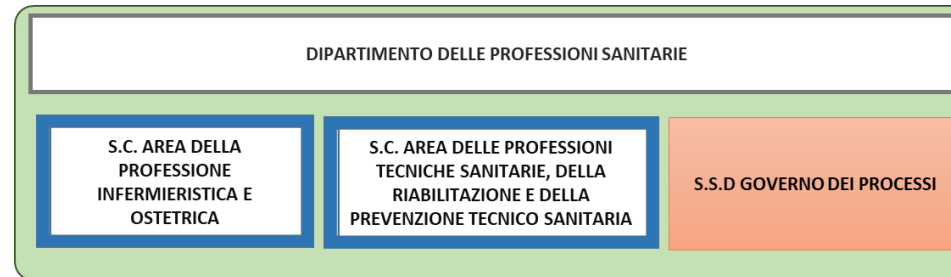 DIPARTIMENTO DELLE PROFESSIONI SANITARIE
S.C. AREA DELLA
PROFESSIONE
INFERMIERISTICA E
OSTETRICA
S.C. AREA DELLE PROFESSIONI
TECNICHE SANITARIE, DELLA
RIABILITAZIONE E DELLA
PREVENZIONE TECNICO SANITARIA
S.S.D GOVERNO DEI PROCESSI